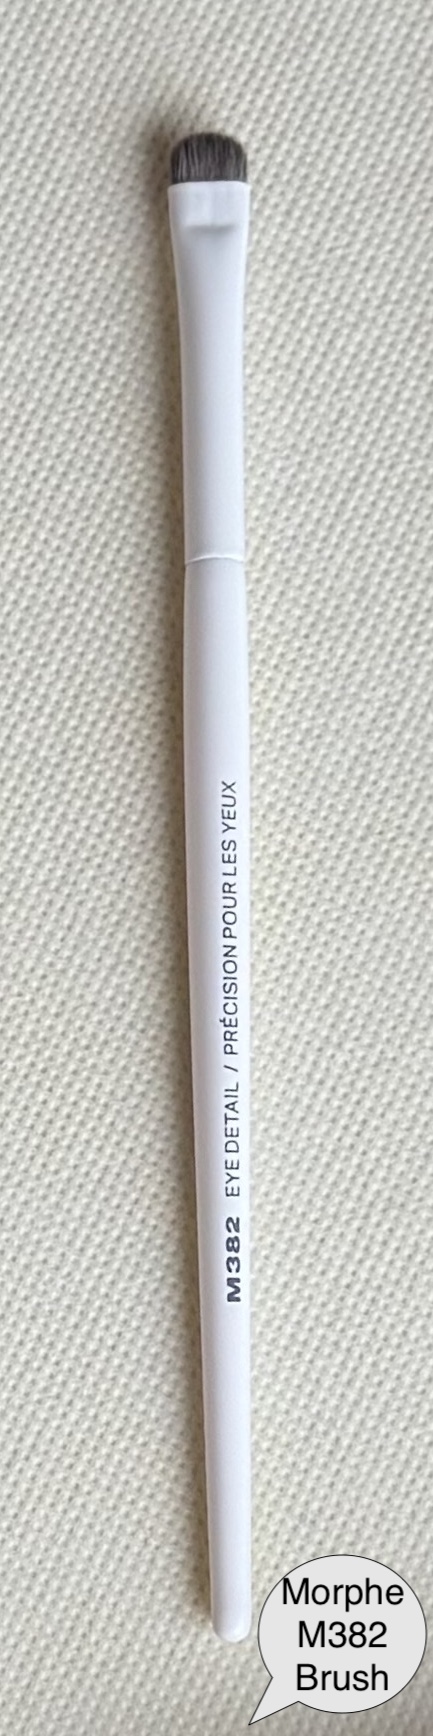 M382 EYE DETAIL / PRÉCISION POUR LES YEUX
Morphe
M382
Brush